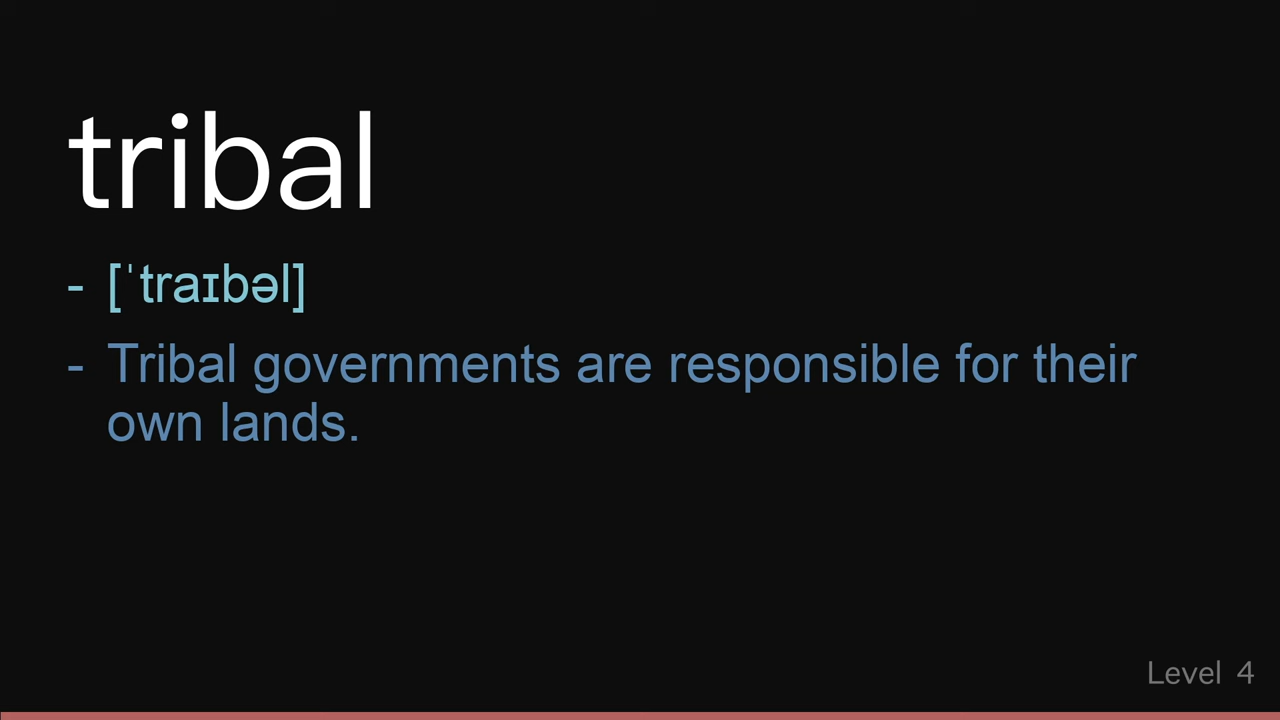 tribal
- [ˈtraɪbəl]
- Tribal governments are responsible for their
own lands.
Level 4